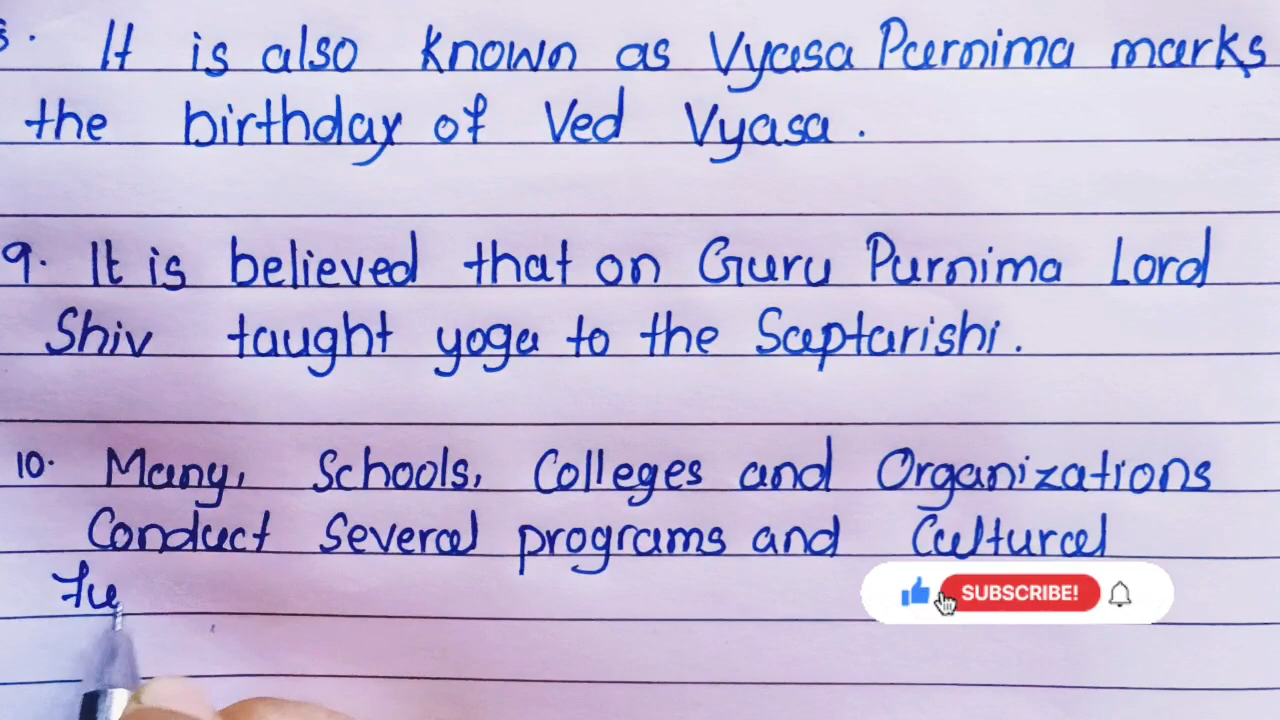 It is also known as Vyasa Purnima marks
the birthday of Ved Vyasa.
9. It is believed that on Guru Purnima Lord
Shiv taught yoga to the Saptarishi.
10. Many, Schools, Colleges and Organizations
Conduct several programs and Cultural
Fu
SUBSCRIBE!